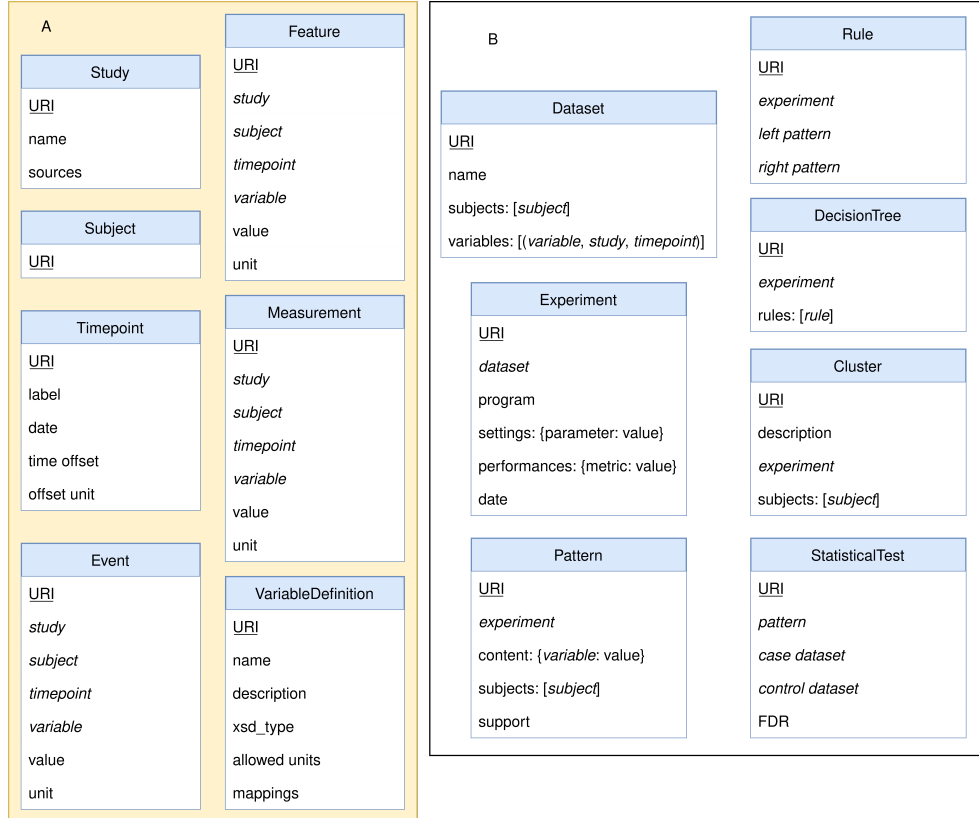 A
Study
URI
name
sources
Subject
URI
Timepoint
URI
label
date
time offset
offset unit
Event
URI
study
subject
timepoint
variable
value
unit
Feature
URI
study
subject
timepoint
variable
value
unit
Measurement
URI
study
subject
timepoint
variable
value
unit
VariableDefinition
URI
name
description
xsd_type
allowed units
mappings
B
Dataset
URI
name
subjects: [subject]
variables: [(variable, study, timepoint)]
Experiment
URI
dataset
program
settings: {parameter: value}
performances: {metric: value}
date
Pattern
URI
experiment
content: {variable: value}
subjects: [subject]
support
Rule
URI
experiment
left pattern
right pattern
DecisionTree
URI
experiment
rules: [rule]
Cluster
URI
description
experiment
subjects: [subject]
StatisticalTest
URI
pattern
case dataset
control dataset
FDR